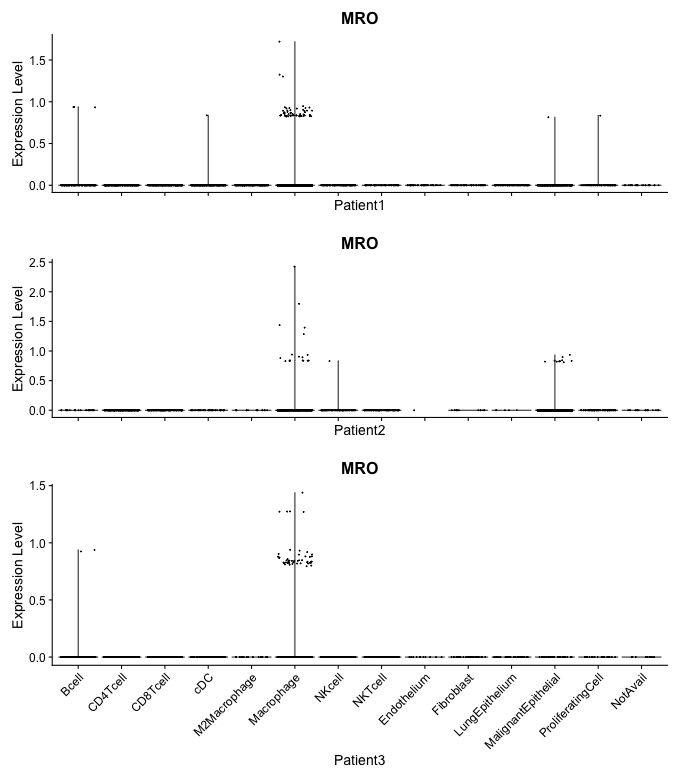 MRO
Expression Level
1.5
1.0
0.5
0.0
Patient1
MRO
Expression Level
2.5
2.0
1.5
1.0
0.5
0.0
Patient2
MRO
Expression Level
1.5
1.0
0.5
0.0
Bcell
CD4Tcell
CD8Tcell
cDC
M2Macrophage
Macrophage
NKcell
NKTcell
Endothelium
Fibroblast
LungEpithelium
MalignantEpithelial
ProliferatingCell
NotAvail
Patient3